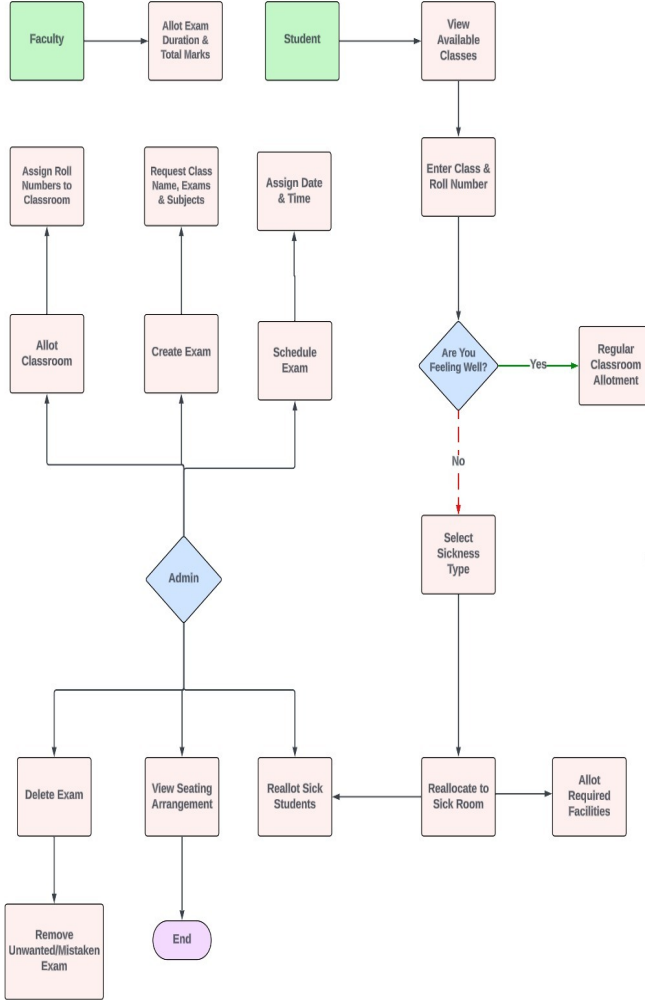 Faculty
Allot Exam
Duration &
Total Marks
Student
View
Available
Classes
Assign Roll
Numbers to
Classroom
Request Class
Name, Exams
& Subjects
Assign Date
& Time
Enter Class &
Roll Number
Allot
Classroom
Create Exam
Schedule
Exam
Are You
Feeling Well?
Yes
Regular
Classroom
Allotment
No
Select
Sickness
Type
Admin
Delete Exam
View Seating
Arrangement
Reallot Sick
Students
Reallocate to
Sick Room
Allot
Required
Facilities
Remove
Unwanted/Mistaken
Exam
End